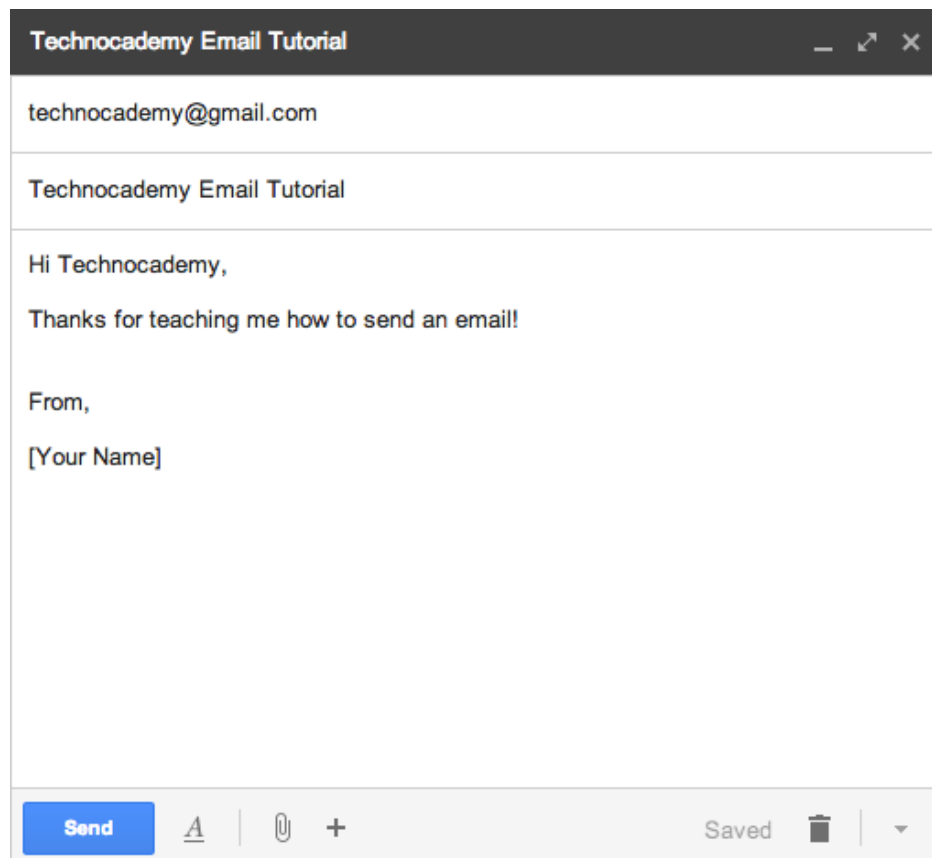 Technocademy Email Tutorial
technocademy@gmail.com
Technocademy Email Tutorial
Hi Technocademy,
Thanks for teaching me how to send an email!
From,
[Your Name]
Send A Saved